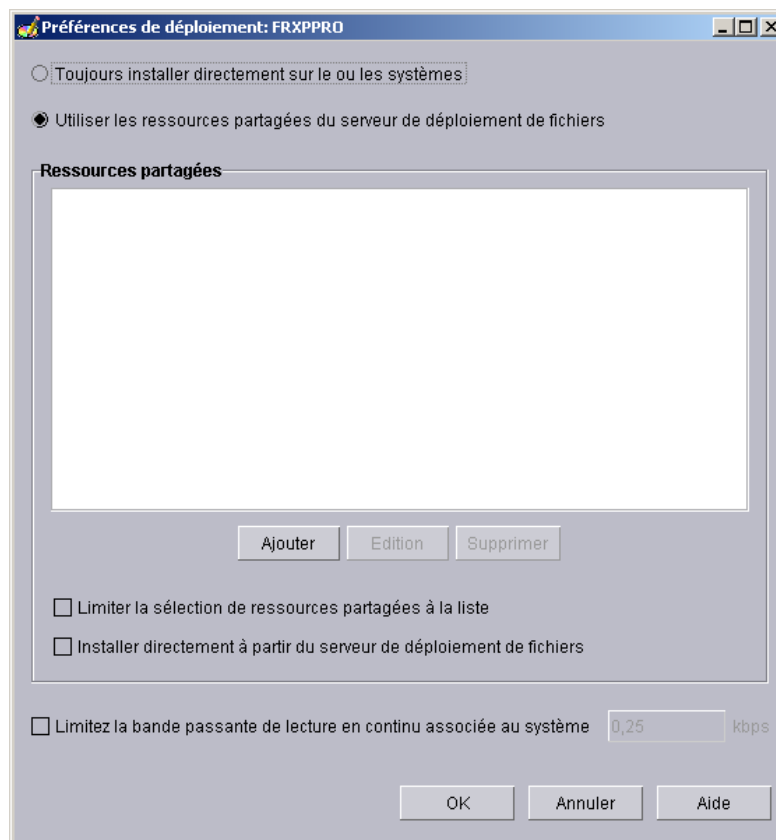 Préférences de déploiement: FRXPPRO
Toujours installer directement sur le ou les systèmes
Utiliser les ressources partagées du serveur de déploiement de fichiers
Ressources partagées
Ajouter Edition Supprimer
Limiter la sélection de ressources partagées à la liste
Installer directement à partir du serveur de déploiement de fichiers
Limitez la bande passante de lecture en continu associée au système 0,25 kbps
OK Annuler Aide